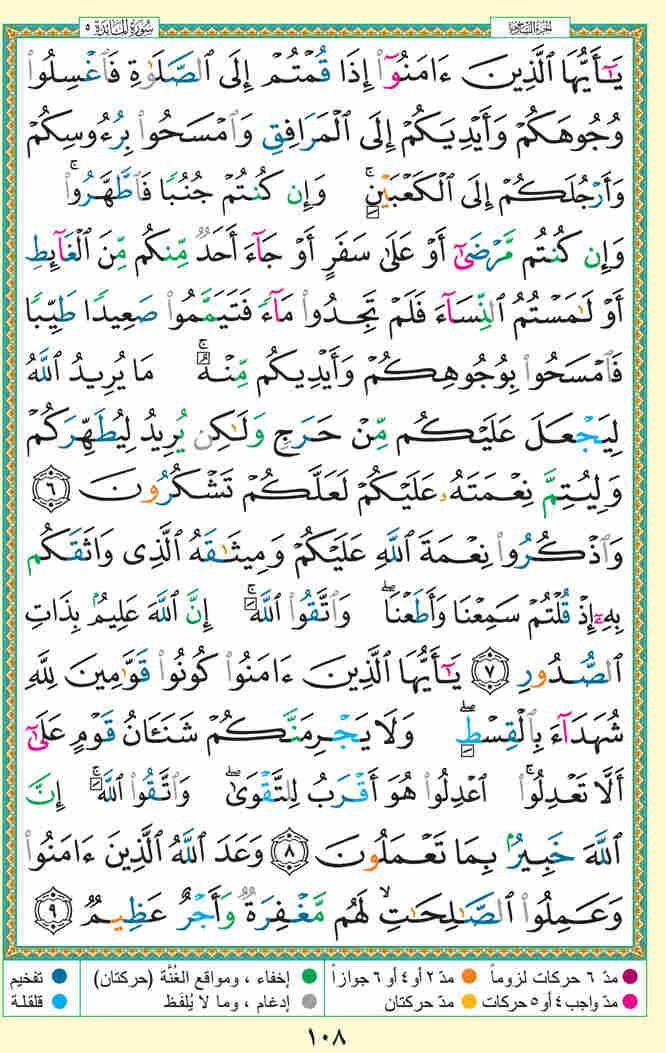 سُورَةُ المَائدَة ٥
يَـٰٓأَيُّهَا ٱلَّذِينَ ءَامَنُوٓا۟ إِذَا قُمْتُمْ إِلَى ٱلصَّلَوٰةِ فَٱغْسِلُوا۟
وُجُوهَكُمْ وَأَيْدِيَكُمْ إِلَى ٱلْمَرَافِقِ وَٱمْسَحُوا۟ بِرُءُوسِكُمْ
وَأَرْجُلَكُمْ إِلَى ٱلْكَعْبَيْنِ ۚ وَإِن كُنتُمْ جُنُبًا فَٱطَّهَّرُوا۟ ۚ
وَإِن كُنتُم مَّرْضَىٰٓ أَوْ عَلَىٰ سَفَرٍ أَوْ جَآءَ أَحَدٌ مِّنكُم مِّنَ ٱلْغَآئِطِ
أَوْ لَـٰمَسْتُمُ ٱلنِّسَآءَ فَلَمْ تَجِدُوا۟ مَآءً فَتَيَمَّمُوا۟ صَعِيدًا طَيِّبًا
فَٱمْسَحُوا۟ بِوُجُوهِكُمْ وَأَيْدِيكُم مِّنْهُ ۚ مَا يُرِيدُ ٱللَّهُ
لِيَجْعَلَ عَلَيْكُم مِّنْ حَرَجٍ وَلَـٰكِن يُرِيدُ لِيُطَهِّرَكُمْ
وَلِيُتِمَّ نِعْمَتَهُۥ عَلَيْكُمْ لَعَلَّكُمْ تَشْكُرُونَ ٦
وَٱذْكُرُوا۟ نِعْمَةَ ٱللَّهِ عَلَيْكُمْ وَمِيثَـٰقَهُ ٱلَّذِى وَاثَقَكُم
بِهِۦٓ إِذْ قُلْتُمْ سَمِعْنَا وَأَطَعْنَا ۖ وَٱتَّقُوا۟ ٱللَّهَ ۚ إِنَّ ٱللَّهَ عَلِيمٌۢ بِذَاتِ
ٱلصُّدُورِ ٧ يَـٰٓأَيُّهَا ٱلَّذِينَ ءَامَنُوا۟ كُونُوا۟ قَوَّٰمِينَ لِلَّهِ
شُهَدَآءَ بِٱلْقِسْطِ ۖ وَلَا يَجْرِمَنَّكُمْ شَنَـَٔانُ قَوْمٍ عَلَىٰٓ
أَلَّا تَعْدِلُوا۟ ۚ ٱعْدِلُوا۟ هُوَ أَقْرَبُ لِلتَّقْوَىٰ ۖ وَٱتَّقُوا۟ ٱللَّهَ ۚ إِنَّ
ٱللَّهَ خَبِيرٌۢ بِمَا تَعْمَلُونَ ٨ وَعَدَ ٱللَّهُ ٱلَّذِينَ ءَامَنُوا۟
وَعَمِلُوا۟ ٱلصَّـٰلِحَـٰتِ ۙ لَهُم مَّغْفِرَةٌ وَأَجْرٌ عَظِيمٌ ٩
مدّ ٦ حركات لزوماً مدّ ٢ أو ٤ أو ٦ جوازاً إخفاء ، ومواقع الغُنَّة (حركتان) تفخيم
مدّ واجب ٤ أو ٥ حركات مدّ حركتان إدغام ، وما لا يُلفَظ قلقلة
١٠٨